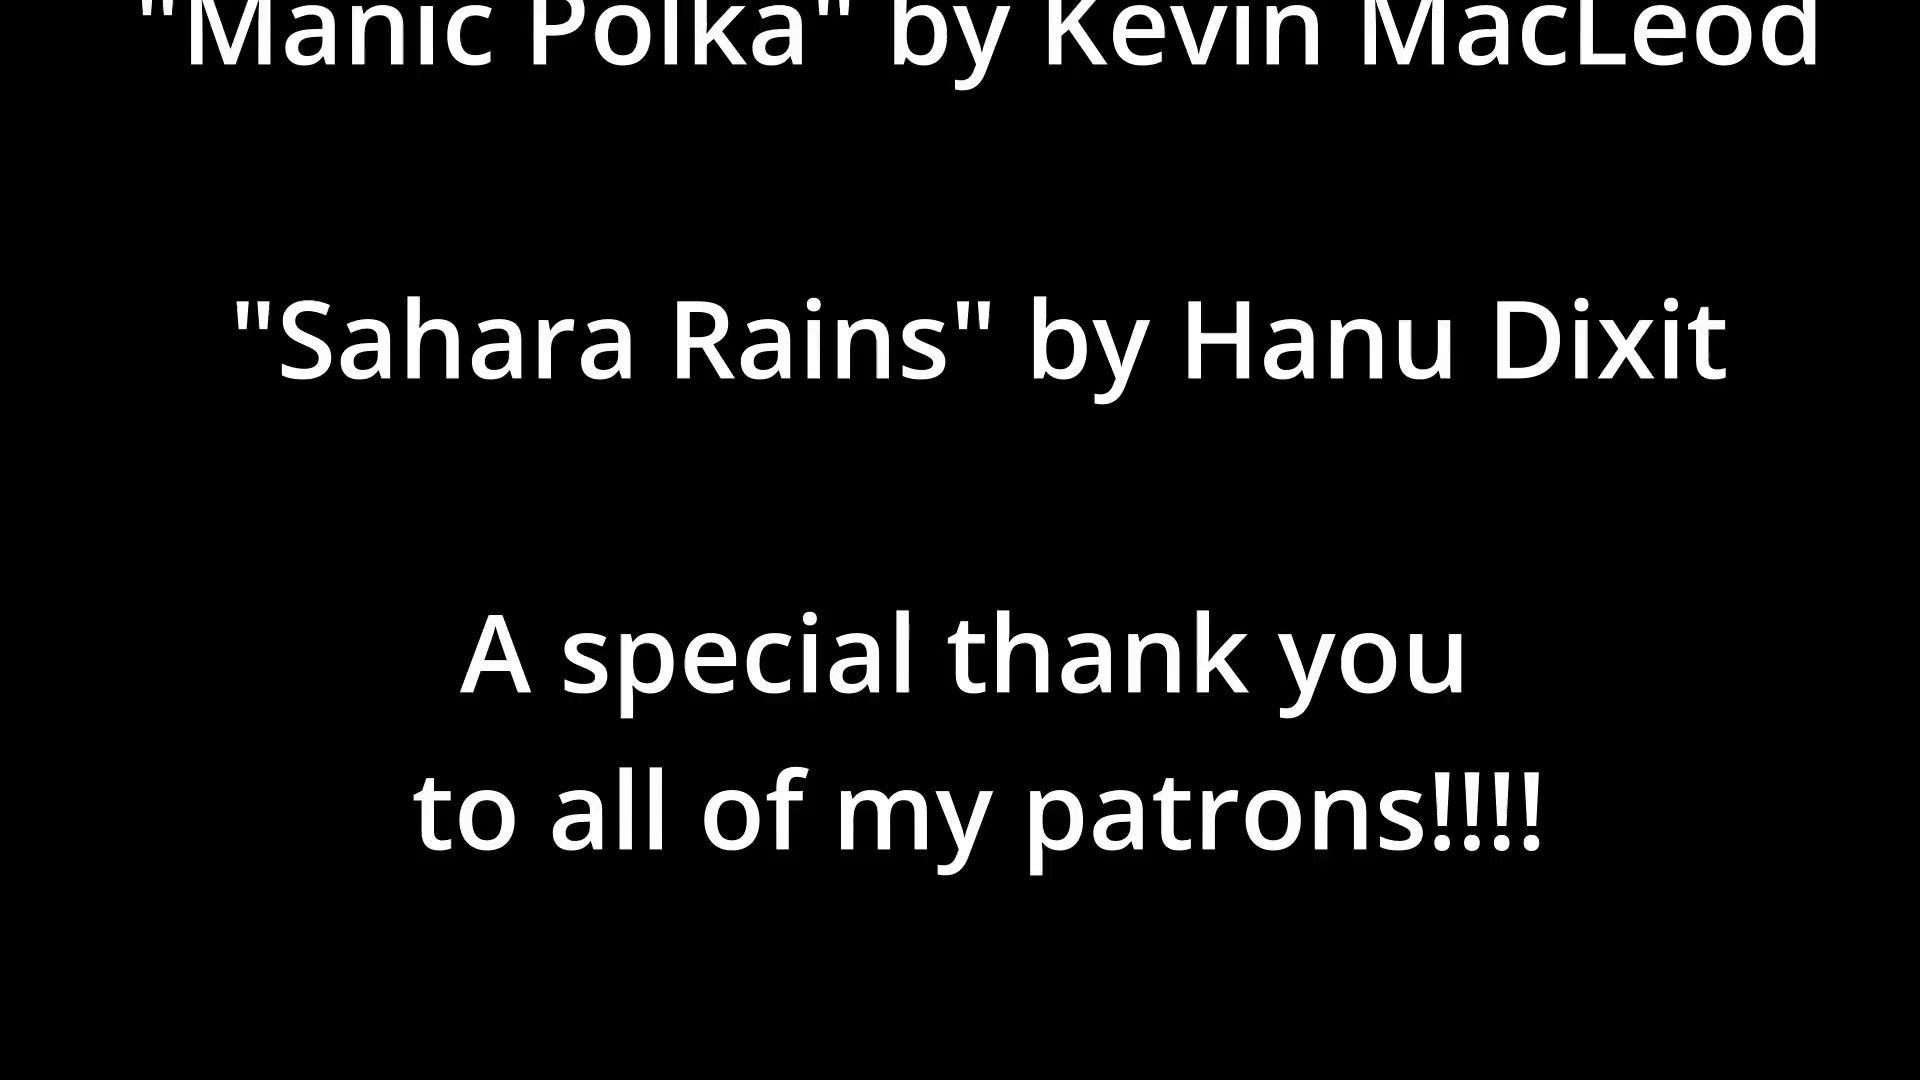 "Manic Polka" by Kevin MacLeod
"Sahara Rains" by Hanu Dixit
A special thank you
to all of my patrons!!!!